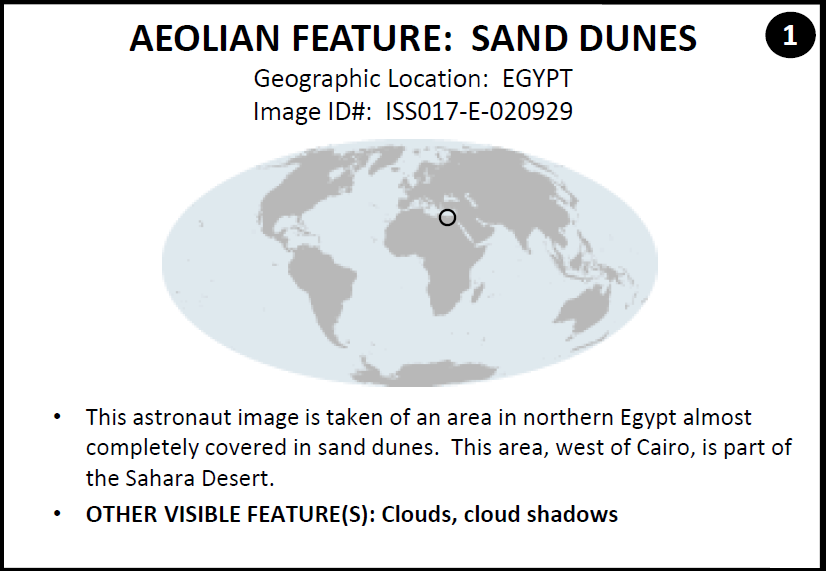 AEOLIAN FEATURE:  SAND DUNES
1
Geographic Location:  EGYPT
Image ID#:  ISS017-E-020929
• This astronaut image is taken of an area in northern Egypt almost
completely covered in sand dunes.  This area, west of Cairo, is part of
the Sahara Desert.
• OTHER VISIBLE FEATURE(S): Clouds, cloud shadows